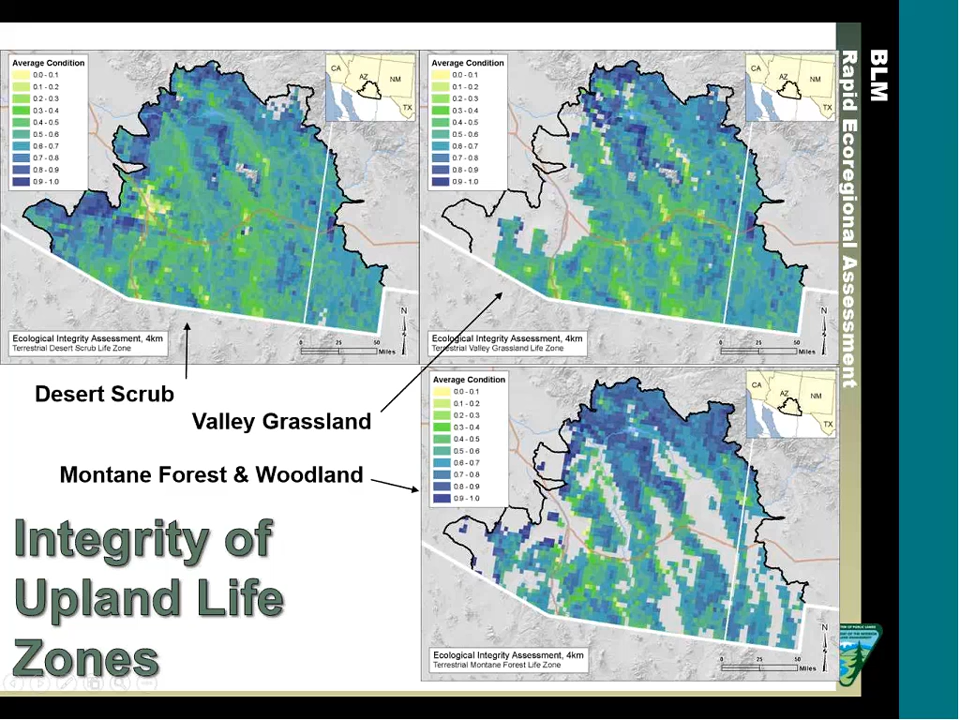 Average Condition
0.0 - 0.1
0.1 - 0.2
0.2 - 0.3
0.3 - 0.4
0.4 - 0.5
0.5 - 0.6
0.6 - 0.7
0.7 - 0.8
0.8 - 0.9
0.9 - 1.0
CA
AZ
NM
TX
Ecological Integrity Assessment, 4km
Terrestrial Desert Scrub Life Zone
N
0 25 50
Miles
Average Condition
0.0 - 0.1
0.1 - 0.2
0.2 - 0.3
0.3 - 0.4
0.4 - 0.5
0.5 - 0.6
0.6 - 0.7
0.7 - 0.8
0.8 - 0.9
0.9 - 1.0
CA
AZ
NM
TX
Ecological Integrity Assessment, 4km
Terrestrial Valley Grassland Life Zone
N
0 25 50
Miles
BLM
Rapid Ecoregional Assessment
Desert Scrub
Valley Grassland
Montane Forest & Woodland
Average Condition
0.0 - 0.1
0.1 - 0.2
0.2 - 0.3
0.3 - 0.4
0.4 - 0.5
0.5 - 0.6
0.6 - 0.7
0.7 - 0.8
0.8 - 0.9
0.9 - 1.0
CA
AZ
NM
TX
Ecological Integrity Assessment, 4km
Terrestrial Montane Forest Life Zone
N
0 25 50
Miles
Integrity of
Upland Life
Zones